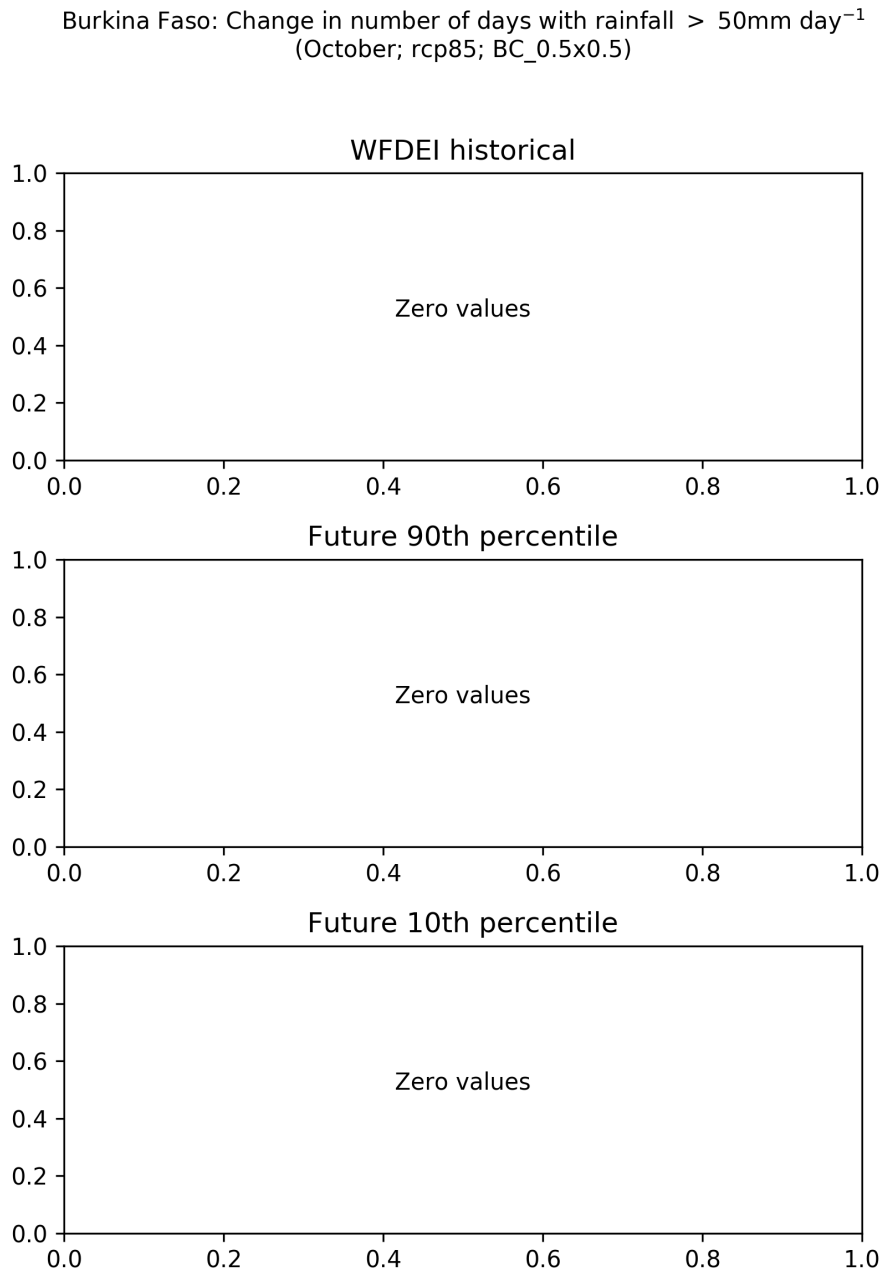 Burkina Faso: Change in number of days with rainfall > 50mm day⁻¹
(October; rcp85; BC_0.5x0.5)
WFDEI historical
1.0
0.8
0.6
Zero values
0.4
0.2
0.0
0.0 0.2 0.4 0.6 0.8 1.0
Future 90th percentile
1.0
0.8
0.6
Zero values
0.4
0.2
0.0
0.0 0.2 0.4 0.6 0.8 1.0
Future 10th percentile
1.0
0.8
0.6
Zero values
0.4
0.2
0.0
0.0 0.2 0.4 0.6 0.8 1.0